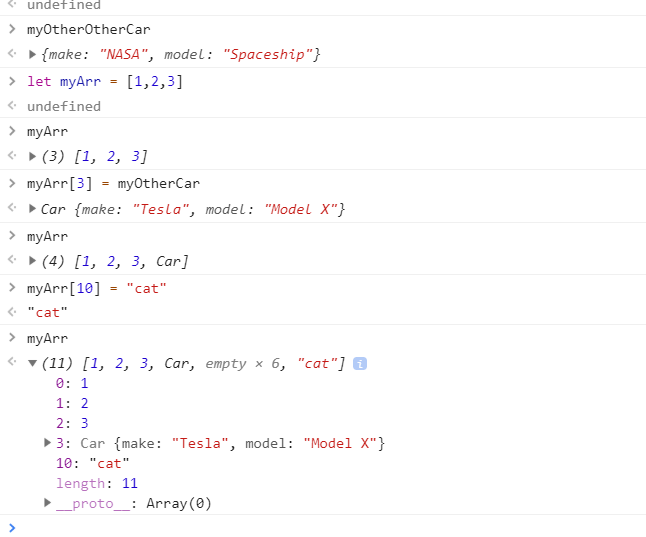 undefined
myOtherOtherCar
{make: "NASA", model: "Spaceship"}
let myArr = [1,2,3]
undefined
myArr
(3) [1, 2, 3]
myArr[3] = myOtherCar
Car {make: "Tesla", model: "Model X"}
myArr
(4) [1, 2, 3, Car]
myArr[10] = "cat"
"cat"
myArr
(11) [1, 2, 3, Car, empty × 6, "cat"] i
0: 1
1: 2
2: 3
3: Car {make: "Tesla", model: "Model X"}
10: "cat"
length: 11
__proto__: Array(0)